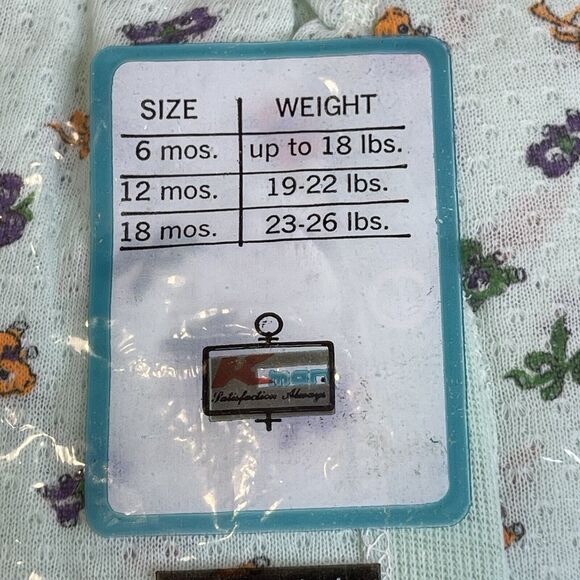 SIZE WEIGHT
6 mos. up to 18 lbs.
12 mos. 19-22 lbs.
18 mos. 23-26 lbs.
Kmart
Satisfaction Always